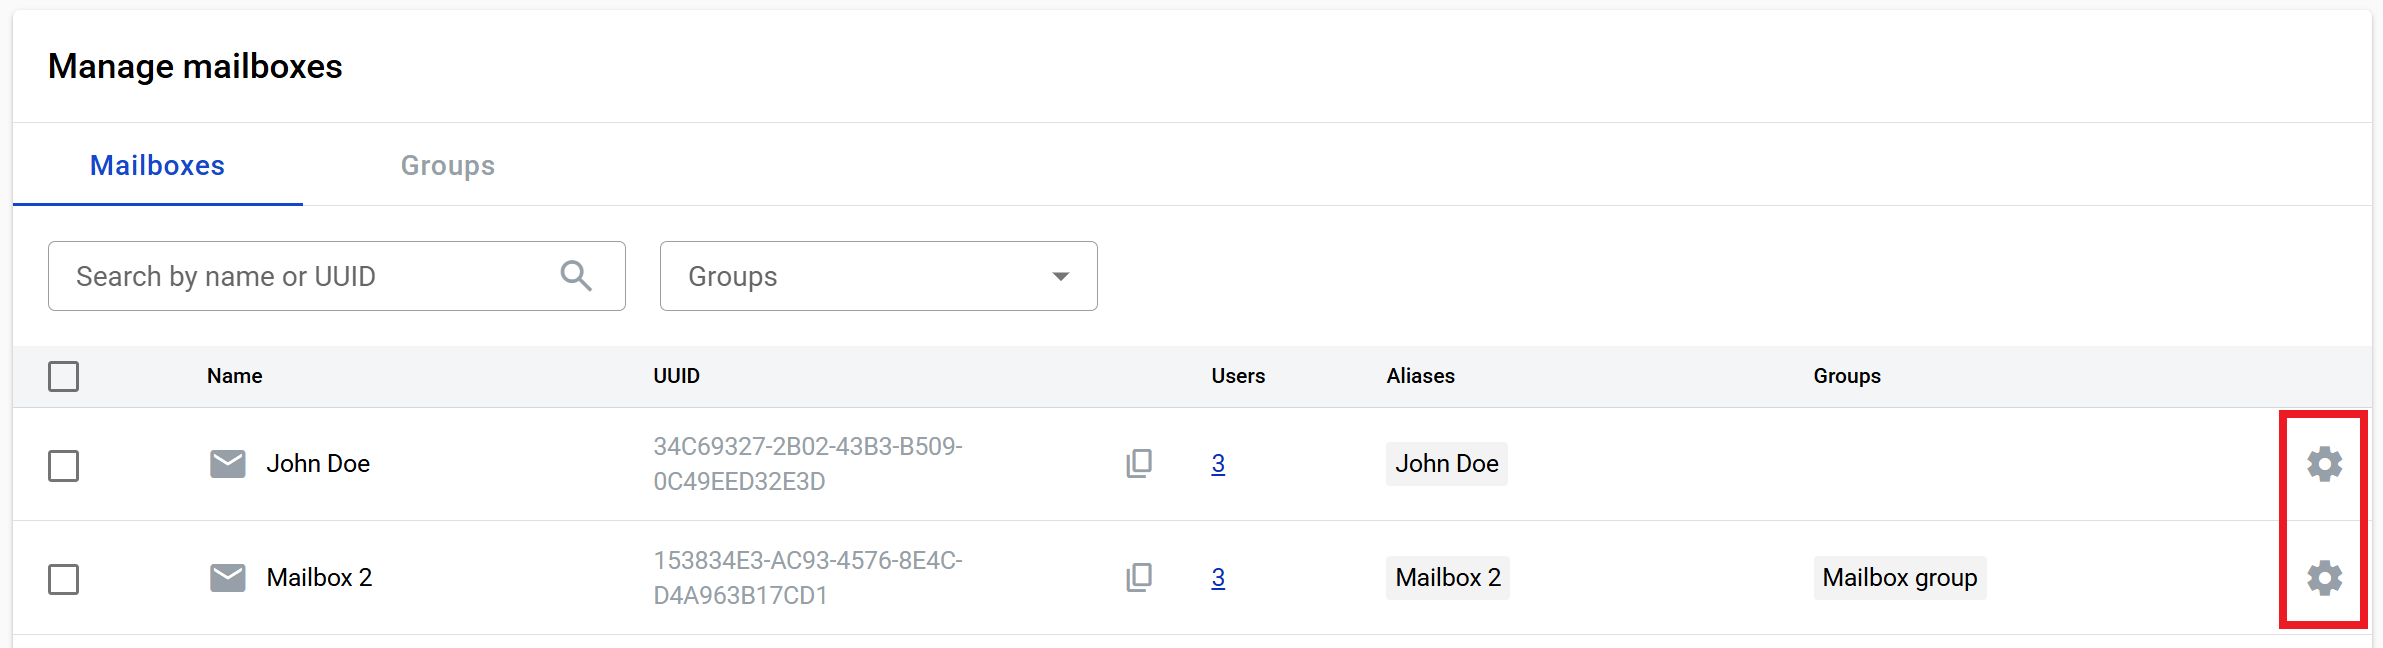 Manage mailboxes
Mailboxes Groups
Search by name or UUID Groups
Name UUID Users Aliases Groups
John Doe 34C69327-2B02-43B3-B509- 3 John Doe
0C49EED32E3D
Mailbox 2 153834E3-AC93-4576-8E4C- 3 Mailbox 2 Mailbox group
D4A963B17CD1